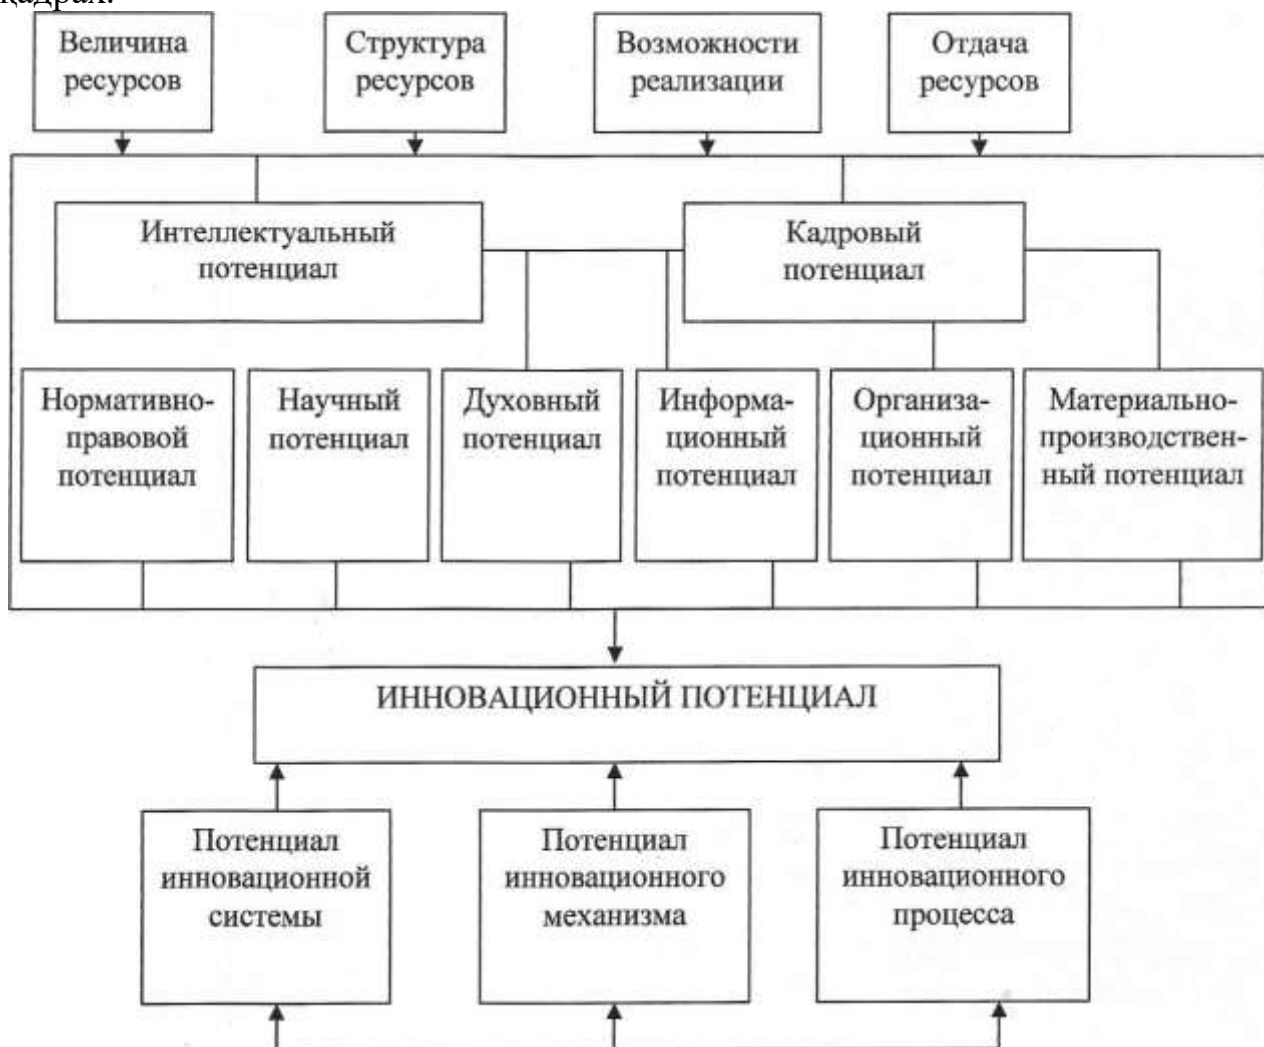 кадрах.
Величина
ресурсов
Структура
ресурсов
Возможности
реализации
Отдача
ресурсов
Интеллектуальный
потенциал
Кадровый
потенциал
Нормативно-
правовой
потенциал
Научный
потенциал
Духовный
потенциал
Информа-
ционный
потенциал
Организа-
ционный
потенциал
Материально-
производствен-
ный потенциал
ИННОВАЦИОННЫЙ ПОТЕНЦИАЛ
Потенциал
инновационной
системы
Потенциал
инновационного
механизма
Потенциал
инновационного
процесса